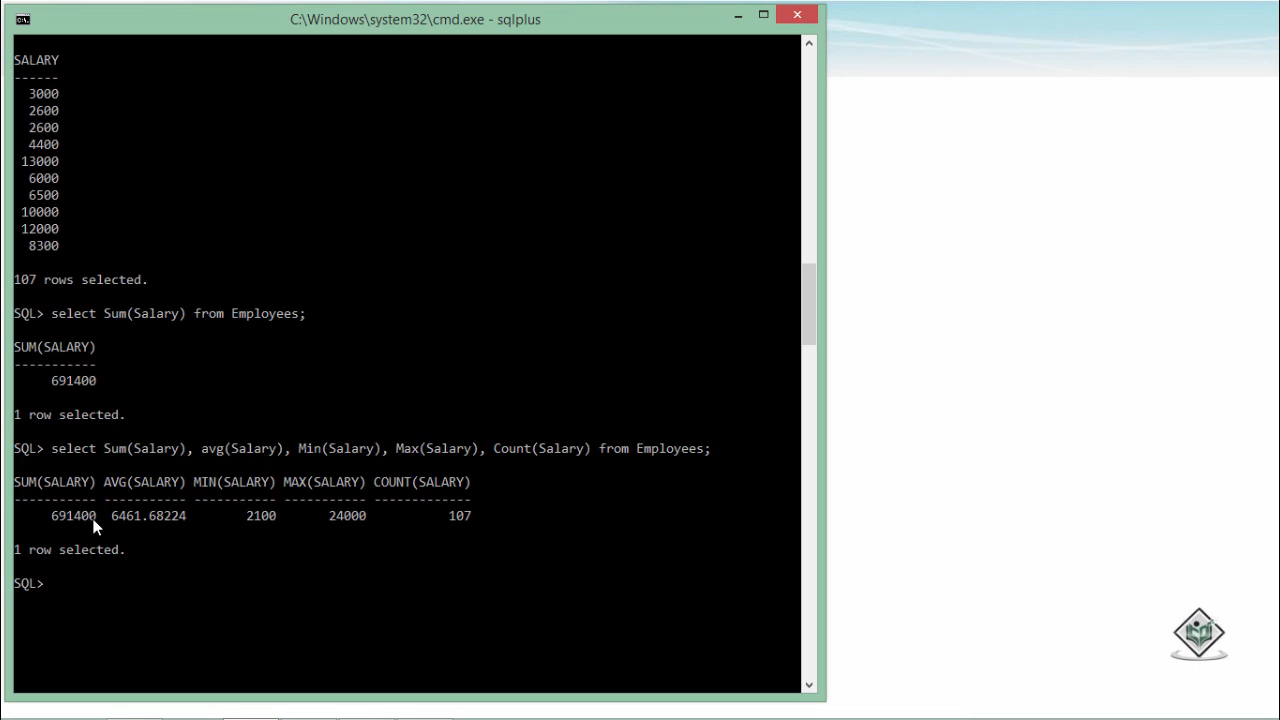 C:\Windows\system32\cmd.exe - sqlplus
SALARY
------
3000
2600
2600
4400
13000
6000
6500
10000
12000
8300
107 rows selected.
SQL> select Sum(Salary) from Employees;
SUM(SALARY)
-----------
691400
1 row selected.
SQL> select Sum(Salary), avg(Salary), Min(Salary), Max(Salary), Count(Salary) from Employees;
SUM(SALARY) AVG(SALARY) MIN(SALARY) MAX(SALARY) COUNT(SALARY)
----------- ----------- ----------- ----------- -------------
691400 6461.68224 2100 24000 107
1 row selected.
SQL>